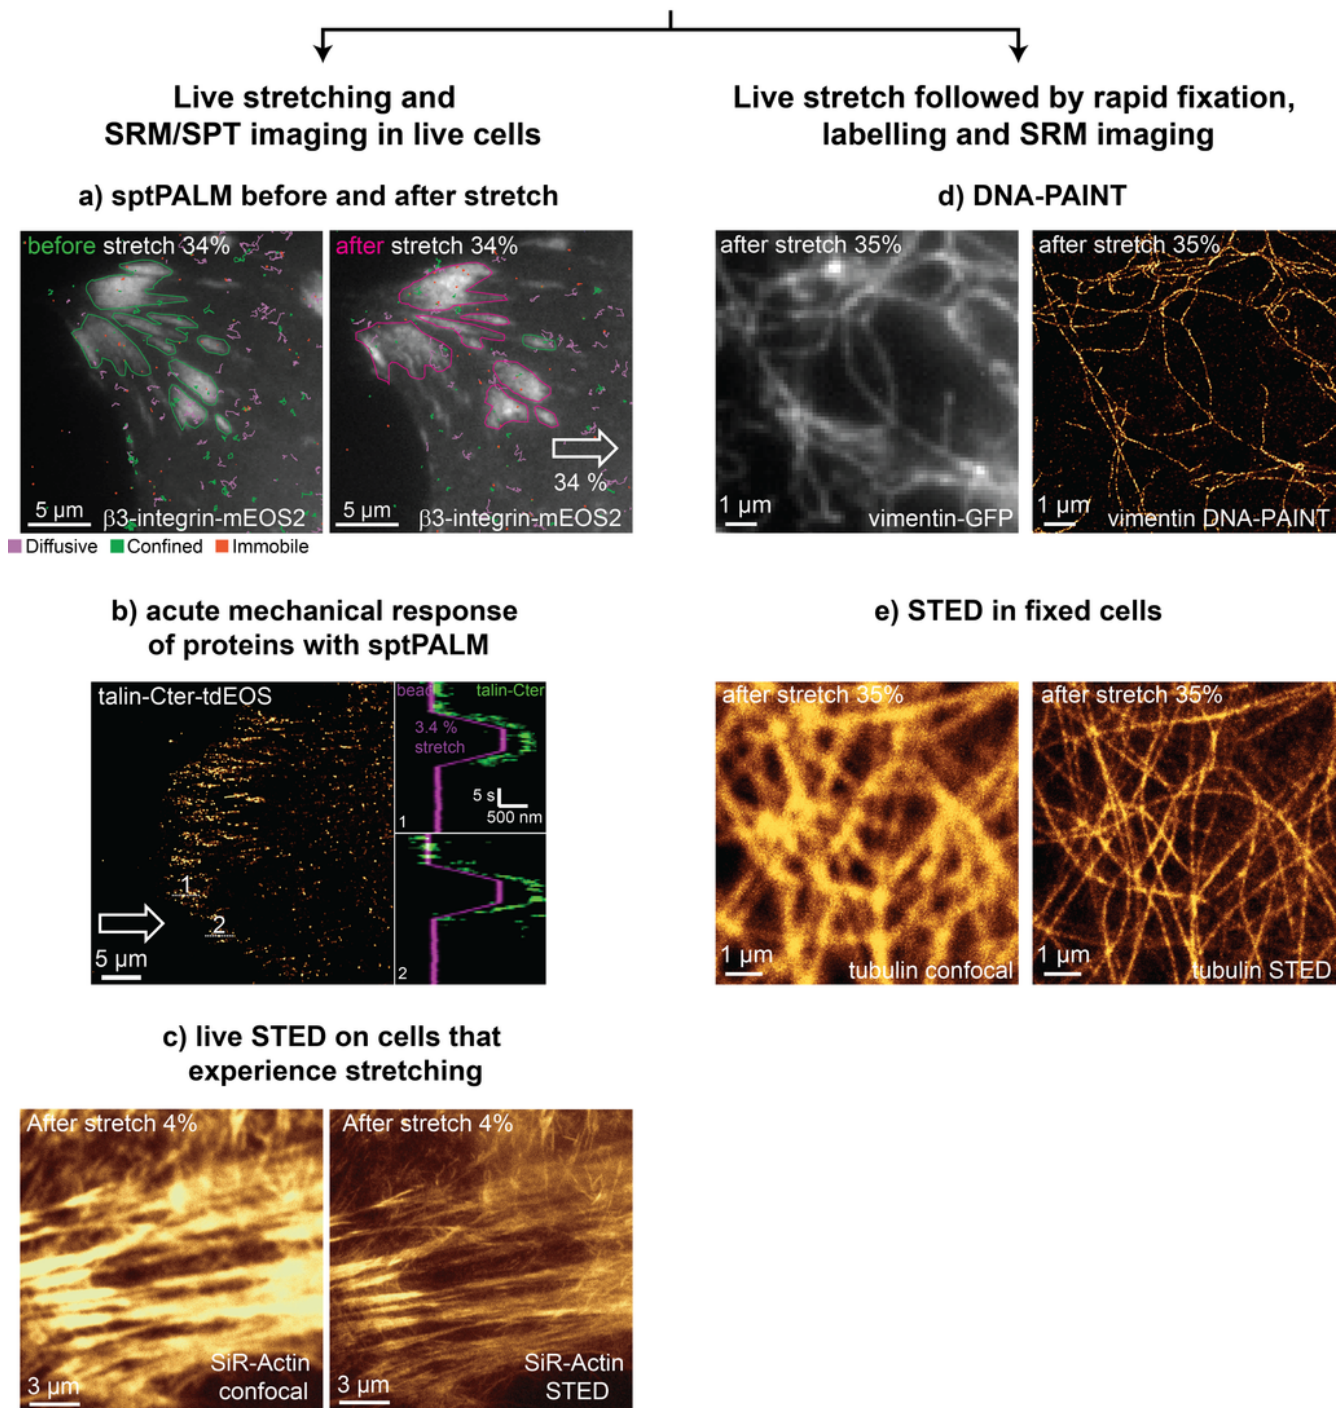 Live stretching and
SRM/SPT imaging in live cells
a) sptPALM before and after stretch
before stretch 34%
after stretch 34%
34 %
5 µm
β3-integrin-mEOS2
5 µm
β3-integrin-mEOS2
Diffusive Confined Immobile
b) acute mechanical response
of proteins with sptPALM
talin-Cter-tdEOS
1
2
5 µm
bead
talin-Cter
3.4 %
stretch
5 s
500 nm
1
2
c) live STED on cells that
experience stretching
After stretch 4%
SiR-Actin
confocal
3 µm
After stretch 4%
SiR-Actin
STED
3 µm
Live stretch followed by rapid fixation,
labelling and SRM imaging
d) DNA-PAINT
after stretch 35%
1 µm
vimentin-GFP
after stretch 35%
1 µm
vimentin DNA-PAINT
e) STED in fixed cells
after stretch 35%
1 µm
tubulin confocal
after stretch 35%
1 µm
tubulin STED